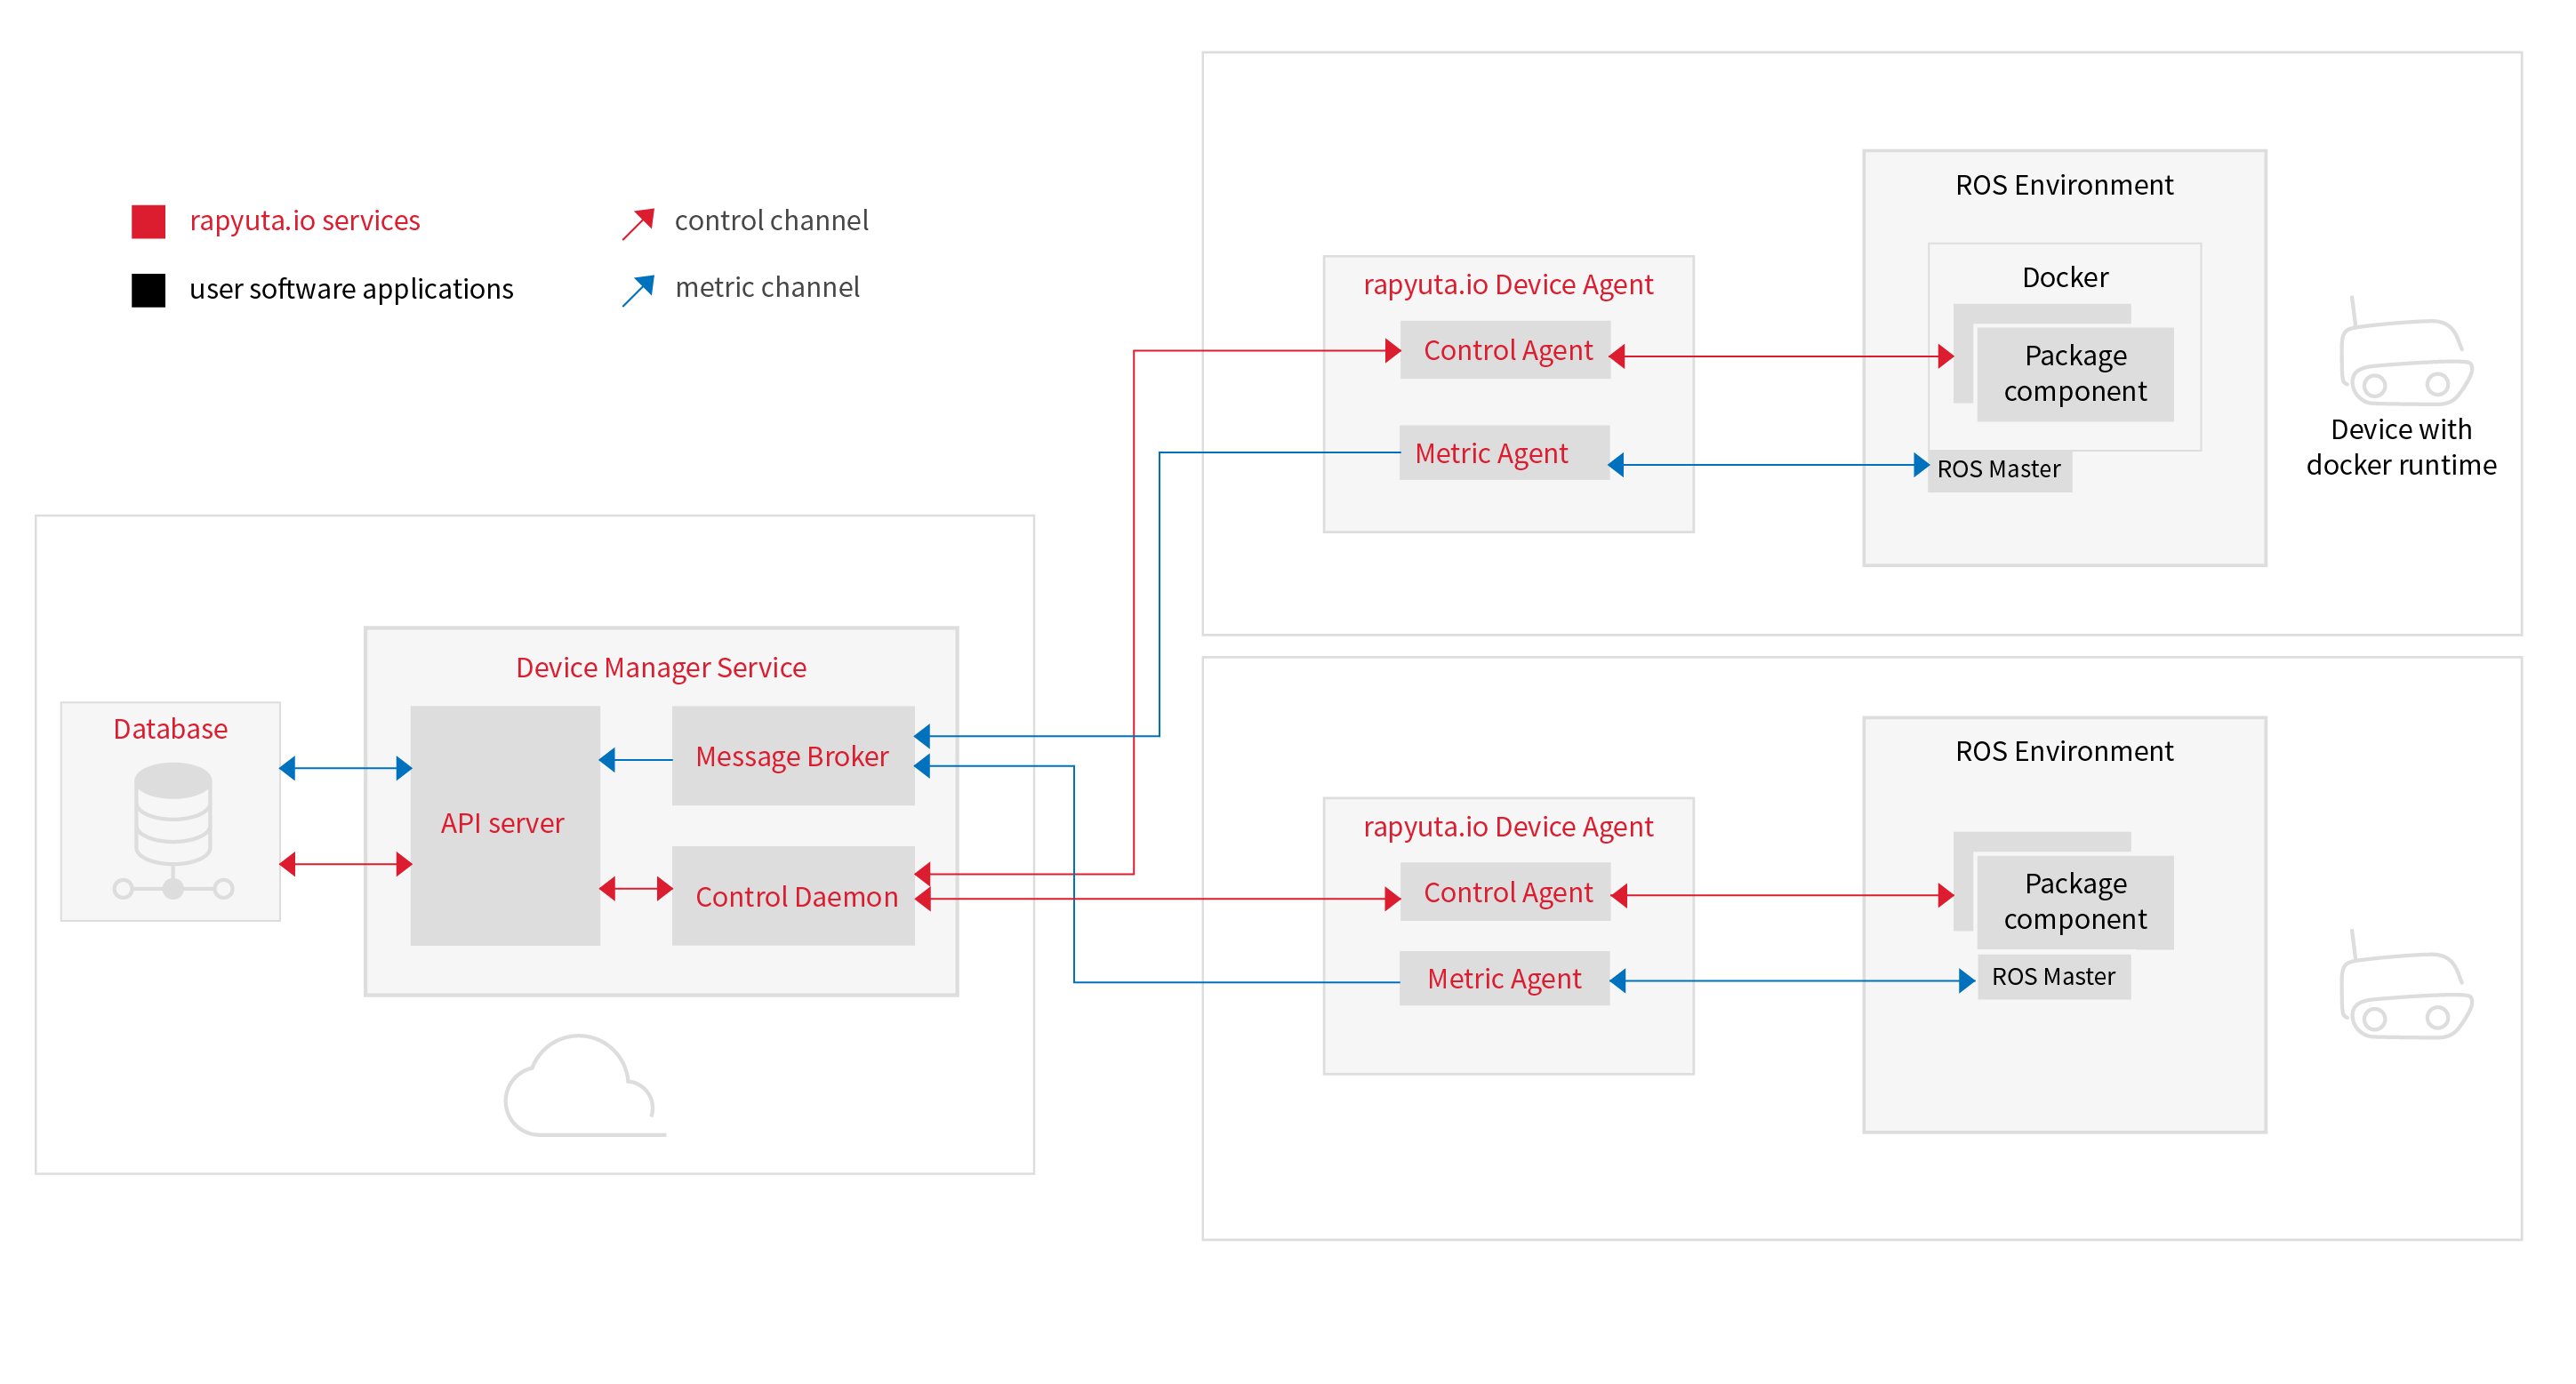 rapyuta.io services
control channel
user software applications
metric channel
ROS Environment
rapyuta.io Device Agent
Docker
Control Agent
Package
component
Metric Agent
ROS Master
Device with
docker runtime
Device Manager Service
Database
Message Broker
API server
Control Daemon
ROS Environment
rapyuta.io Device Agent
Control Agent
Package
component
Metric Agent
ROS Master